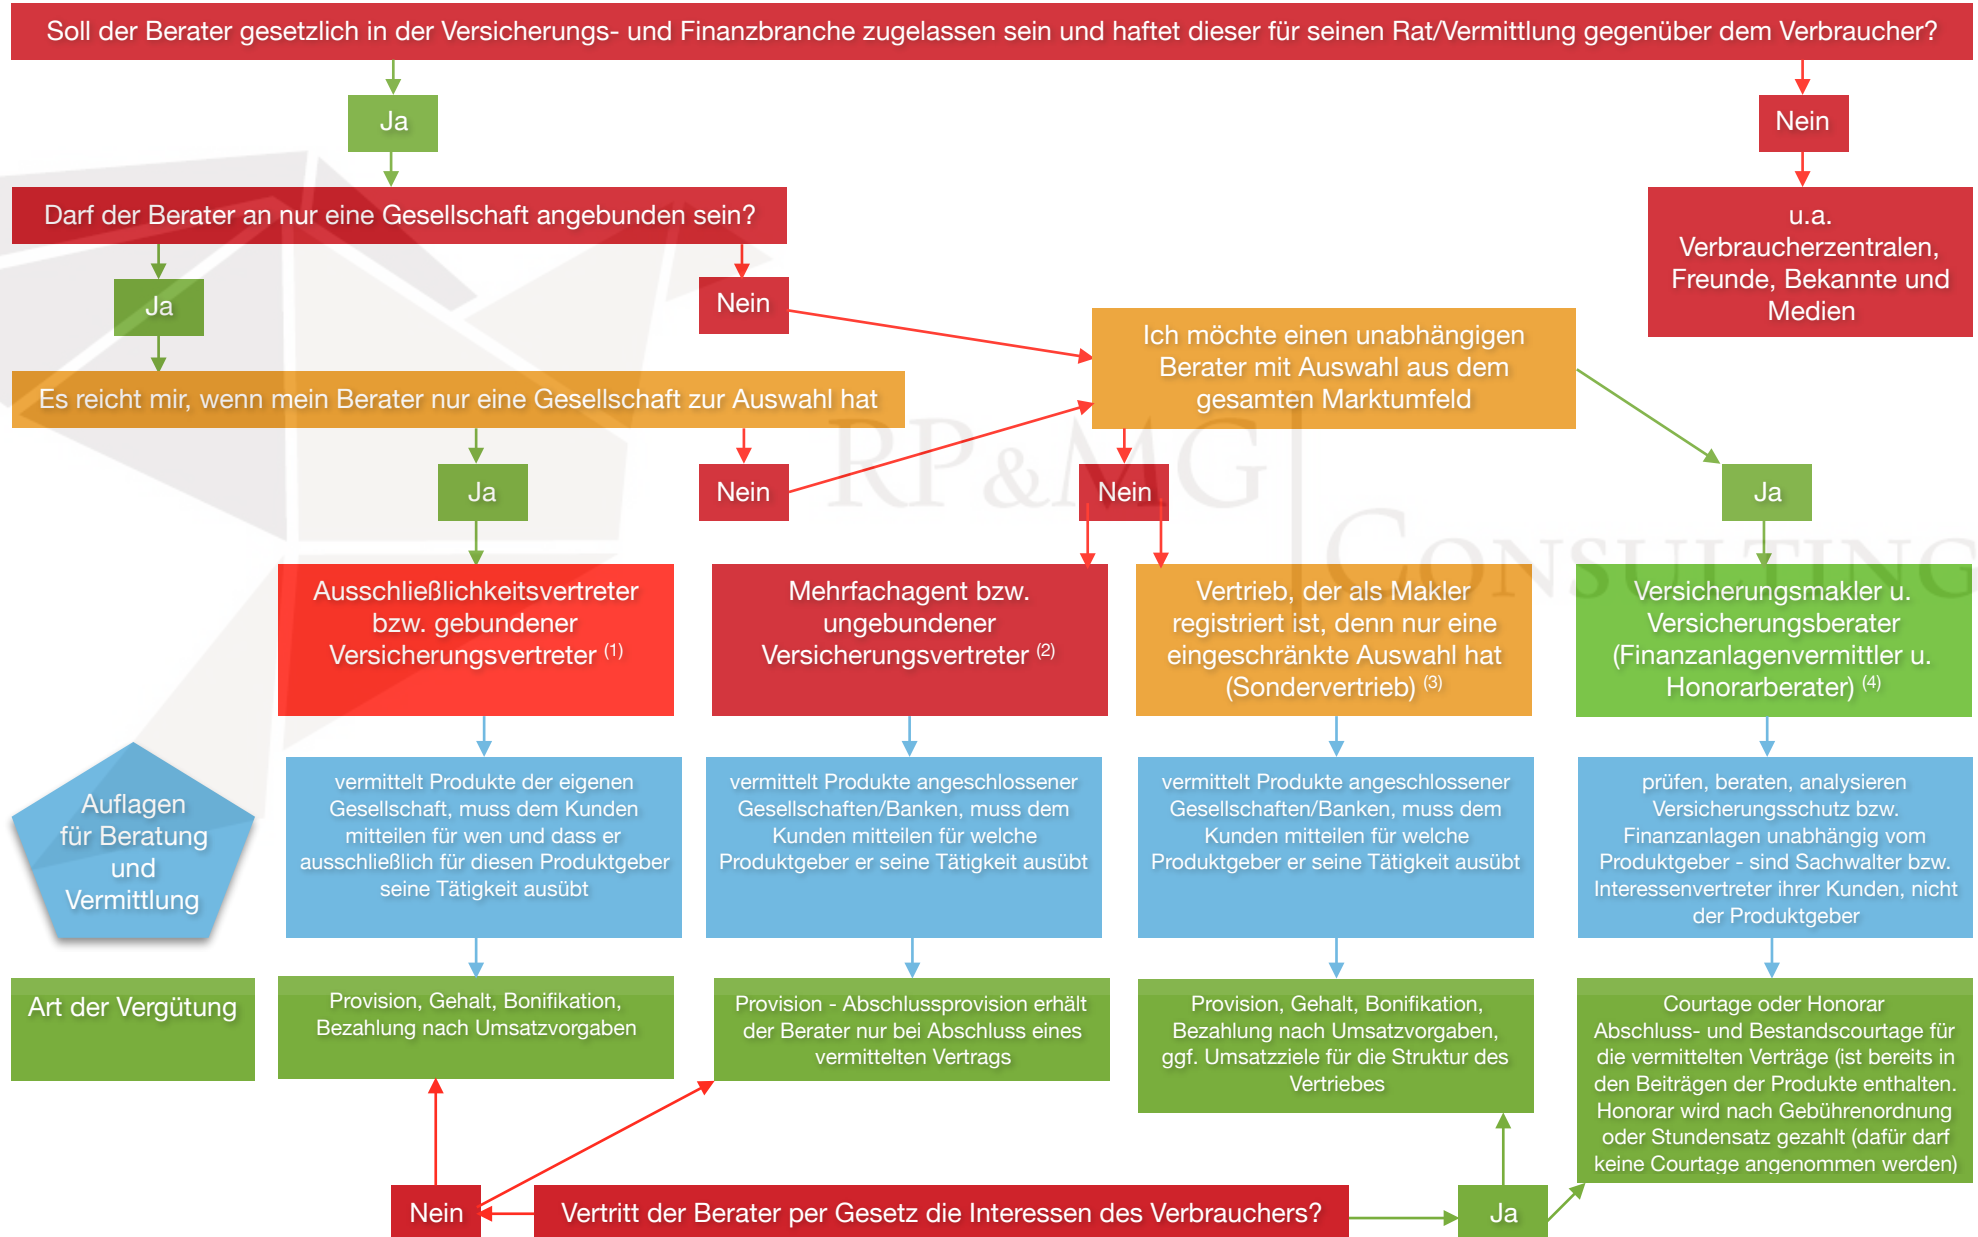 Soll der Berater gesetzlich in der Versicherungs- und Finanzbranche zugelassen sein und haftet dieser für seinen Rat/Vermittlung gegenüber dem Verbraucher?
Ja
Nein
Darf der Berater an nur eine Gesellschaft angebunden sein?
u.a.
Verbraucherzentralen,
Freunde, Bekannte und
Medien
Ja
Nein
Ich möchte einen unabhängigen
Berater mit Auswahl aus dem
gesamten Marktumfeld
Es reicht mir, wenn mein Berater nur eine Gesellschaft zur Auswahl hat
RP&MG
CONSULTING
Ja
Nein
Nein
Ja
Ausschließlichkeitsvertreter
bzw. gebundener
Versicherungsvertreter (1)
Mehrfachagent bzw.
ungebundener
Versicherungsvertreter (2)
Vertrieb, der als Makler
registriert ist, denn nur eine
eingeschränkte Auswahl hat
(Sondervertrieb) (3)
Versicherungsmakler u.
Versicherungsberater
(Finanzanlagenvermittler u.
Honorarberater) (4)
Auflagen
für Beratung
und
Vermittlung
vermittelt Produkte der eigenen
Gesellschaft, muss dem Kunden
mitteilen für wen und dass er
ausschließlich für diesen Produktgeber
seine Tätigkeit ausübt
vermittelt Produkte angeschlossener
Gesellschaften/Banken, muss dem
Kunden mitteilen für welche
Produktgeber er seine Tätigkeit ausübt
vermittelt Produkte angeschlossener
Gesellschaften/Banken, muss dem
Kunden mitteilen für welche
Produktgeber er seine Tätigkeit ausübt
prüfen, beraten, analysieren
Versicherungsschutz bzw.
Finanzanlagen unabhängig vom
Produktgeber - sind Sachwalter bzw.
Interessenvertreter ihrer Kunden, nicht
der Produktgeber
Art der Vergütung
Provision, Gehalt, Bonifikation,
Bezahlung nach Umsatzvorgaben
Provision - Abschlussprovision erhält
der Berater nur bei Abschluss eines
vermittelten Vertrags
Provision, Gehalt, Bonifikation,
Bezahlung nach Umsatzvorgaben,
ggf. Umsatzziele für die Struktur des
Vertriebes
Courtage oder Honorar
Abschluss- und Bestandscourtage für
die vermittelten Verträge (ist bereits in
den Beiträgen der Produkte enthalten.
Honorar wird nach Gebührenordnung
oder Stundensatz gezahlt (dafür darf
keine Courtage angenommen werden)
Nein
Vertritt der Berater per Gesetz die Interessen des Verbrauchers?
Ja